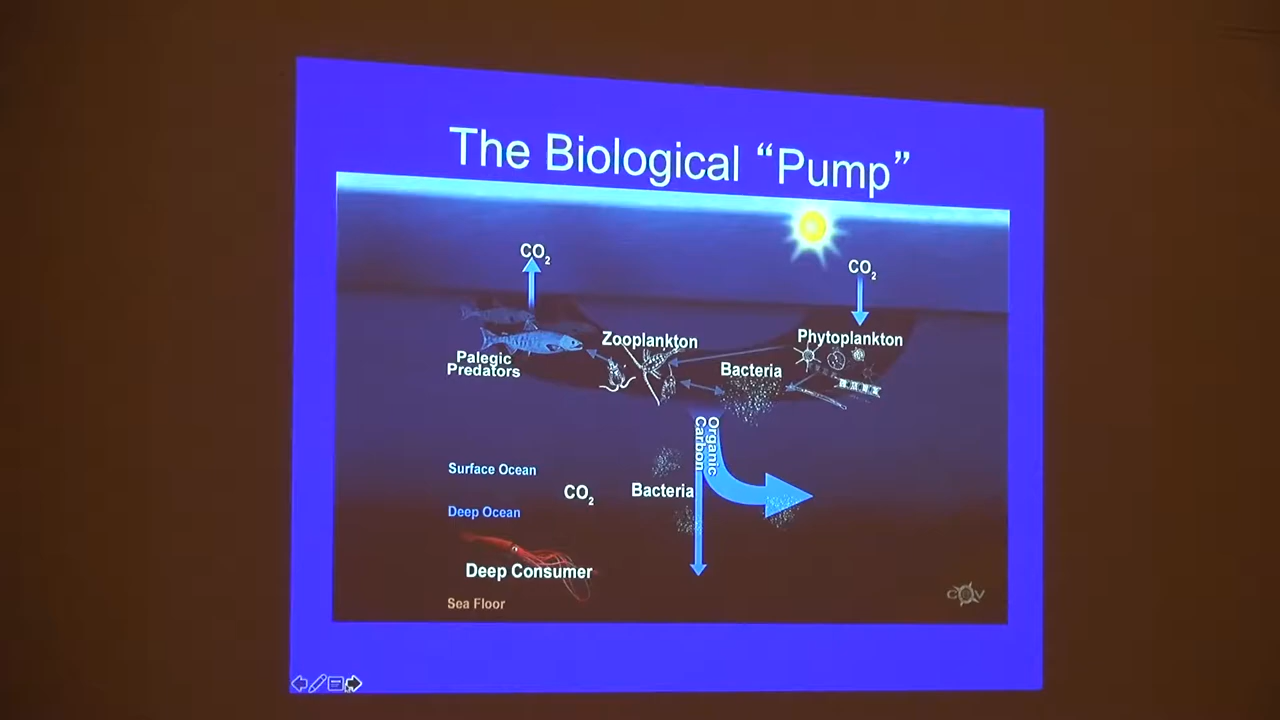 The Biological “Pump”
CO2
CO2
Zooplankton
Phytoplankton
Palegic
Predators
Bacteria
Organic
Carbon
Surface Ocean
CO2
Bacteria
Deep Ocean
Deep Consumer
Sea Floor
COV